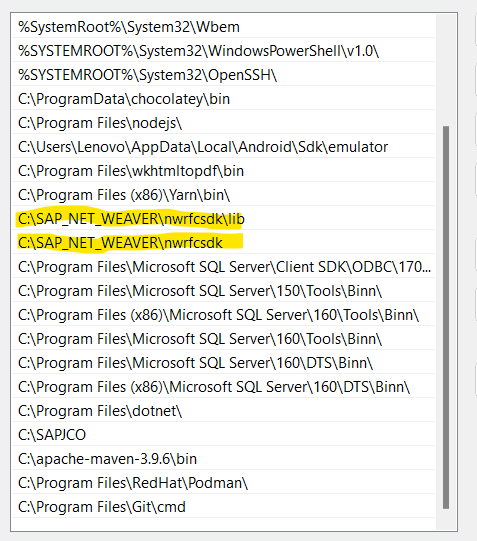 %SystemRoot%\System32\Wbem
%SYSTEMROOT%\System32\WindowsPowerShell\v1.0\
%SYSTEMROOT%\System32\OpenSSH\
C:\ProgramData\chocolatey\bin
C:\Program Files\nodejs\
C:\Users\Lenovo\AppData\Local\Android\Sdk\emulator
C:\Program Files\wkhtmltopdf\bin
C:\Program Files (x86)\Yarn\bin\
C:\SAP_NET_WEAVER\nwrfcsdk\lib
C:\SAP_NET_WEAVER\nwrfcsdk
C:\Program Files\Microsoft SQL Server\Client SDK\ODBC\170...
C:\Program Files\Microsoft SQL Server\150\Tools\Binn\
C:\Program Files (x86)\Microsoft SQL Server\160\Tools\Binn\
C:\Program Files\Microsoft SQL Server\160\Tools\Binn\
C:\Program Files\Microsoft SQL Server\160\DTS\Binn\
C:\Program Files (x86)\Microsoft SQL Server\160\DTS\Binn\
C:\Program Files\dotnet\
C:\SAPJCO
C:\apache-maven-3.9.6\bin
C:\Program Files\RedHat\Podman\
C:\Program Files\Git\cmd